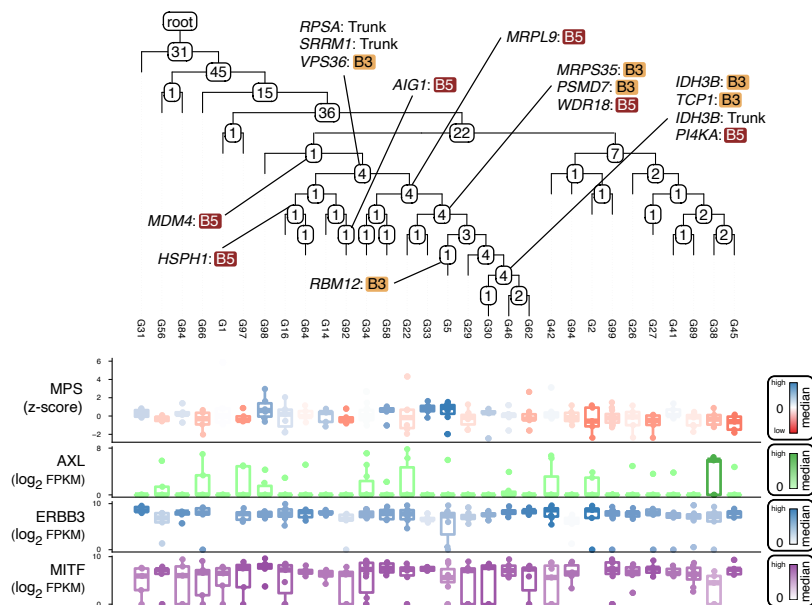 root
31
45
1
15
36
1
22
1
7
4
1
2
1
4
1
1
1
1
1
4
1
2
1
1
1
1
1
3
2
1
4
4
1
2
RPSA: Trunk
SRRM1: Trunk
VPS36: B3
AIG1: B5
MRPL9: B5
MRPS35: B3
PSMD7: B3
WDR18: B5
IDH3B: B3
TCP1: B3
IDH3B: Trunk
PI4KA: B5
MDM4: B5
HSPH1: B5
RBM12: B3
G31 G56 G84 G66 G1 G97 G98 G16 G64 G14 G92 G34 G58 G22 G33 G5 G29 G30 G46 G62 G42 G94 G2 G99 G26 G27 G41 G89 G38 G45
MPS
(z-score)
6
4
2
0
−2
high
0
low
median
AXL
(log2 FPKM)
8
0
high
0
median
ERBB3
(log2 FPKM)
10
0
high
0
median
MITF
(log2 FPKM)
10
0
high
0
median